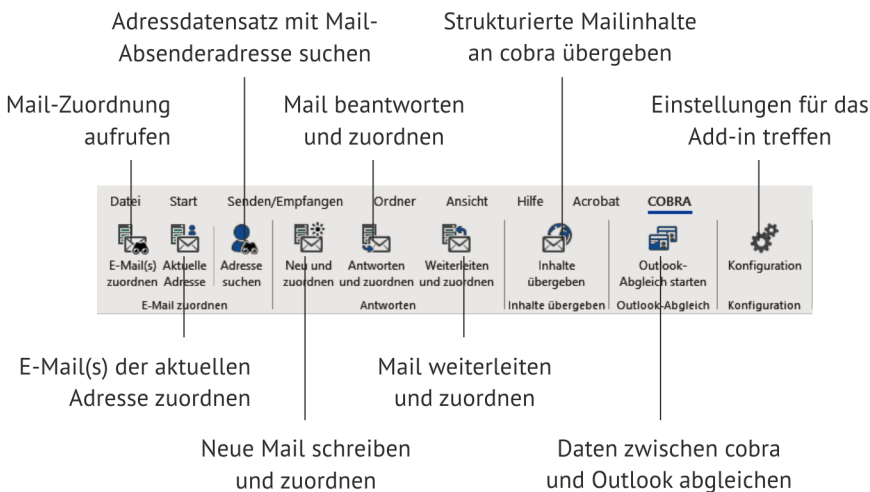 Adressdatensatz mit Mail-
Absenderadresse suchen
Strukturierte Mailinhalte
an cobra übergeben
Mail-Zuordnung
aufrufen
Mail beantworten
und zuordnen
Einstellungen für das
Add-in treffen
Datei Start Senden/Empfangen Ordner Ansicht Hilfe Acrobat COBRA
E-Mail(s) Aktuelle Adresse Neu und Antworten Weiterleiten Inhalte Outlook- Konfiguration
zuordnen Adresse suchen zuordnen und zuordnen und zuordnen übergeben Abgleich starten
E-Mail zuordnen Antworten Inhalte übergeben Outlook-Abgleich Konfiguration
E-Mail(s) der aktuellen
Adresse zuordnen
Mail weiterleiten
und zuordnen
Neue Mail schreiben
und zuordnen
Daten zwischen cobra
und Outlook abgleichen